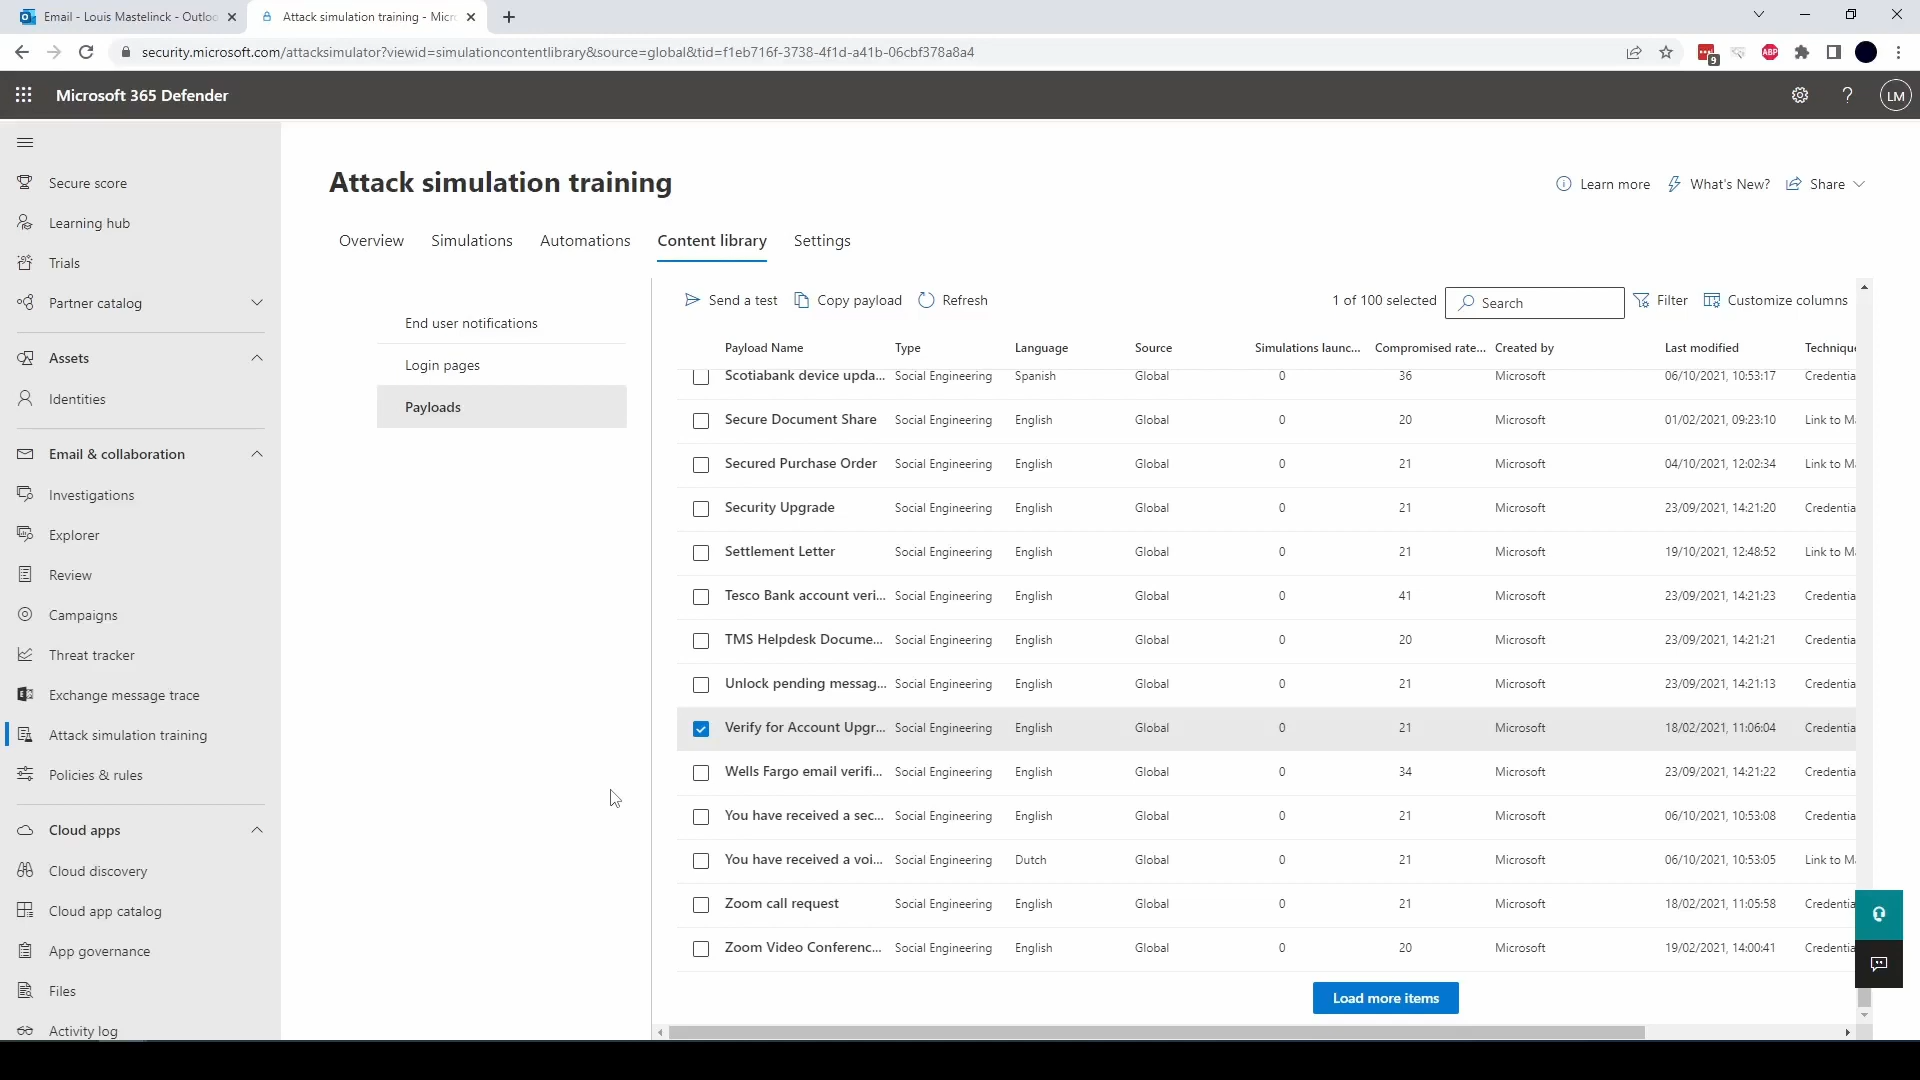 Email - Louis Mastelinck - Outlo
Attack simulation training - Micr
security.microsoft.com/attacksimulator?viewid=simulationcontentlibrary&source=global&tid=f1eb716f-3738-4f1d-a41b-06cbf378a8a4
9
ABP
Microsoft 365 Defender
LM
Secure score
Learning hub
Trials
Partner catalog
Assets
Identities
Email & collaboration
Investigations
Explorer
Review
Campaigns
Threat tracker
Exchange message trace
Attack simulation training
Policies & rules
Cloud apps
Cloud discovery
Cloud app catalog
App governance
Files
Activity log
Attack simulation training
Learn more What's New? Share
Overview Simulations Automations Content library Settings
End user notifications
Login pages
Payloads
Send a test Copy payload Refresh 1 of 100 selected Search Filter Customize columns
Payload Name Type Language Source Simulations launc... Compromised rate... Created by Last modified Technique
Scotiabank device upda... Social Engineering Spanish Global 0 36 Microsoft 06/10/2021, 10:53:17 Credentia
Secure Document Share Social Engineering English Global 0 20 Microsoft 01/02/2021, 09:23:10 Link to M
Secured Purchase Order Social Engineering English Global 0 21 Microsoft 04/10/2021, 12:02:34 Link to M
Security Upgrade Social Engineering English Global 0 21 Microsoft 23/09/2021, 14:21:20 Credentia
Settlement Letter Social Engineering English Global 0 21 Microsoft 19/10/2021, 12:48:52 Link to M
Tesco Bank account veri... Social Engineering English Global 0 41 Microsoft 23/09/2021, 14:21:23 Credentia
TMS Helpdesk Docume... Social Engineering English Global 0 20 Microsoft 23/09/2021, 14:21:21 Credentia
Unlock pending messag... Social Engineering English Global 0 21 Microsoft 23/09/2021, 14:21:13 Credentia
Verify for Account Upgr... Social Engineering English Global 0 21 Microsoft 18/02/2021, 11:06:04 Credentia
Wells Fargo email verifi... Social Engineering English Global 0 34 Microsoft 23/09/2021, 14:21:22 Credentia
You have received a sec... Social Engineering English Global 0 21 Microsoft 06/10/2021, 10:53:08 Credentia
You have received a voi... Social Engineering Dutch Global 0 21 Microsoft 06/10/2021, 10:53:05 Link to M
Zoom call request Social Engineering English Global 0 21 Microsoft 18/02/2021, 11:05:58 Credentia
Zoom Video Conferenc... Social Engineering English Global 0 20 Microsoft 19/02/2021, 14:00:41 Credentia
Load more items